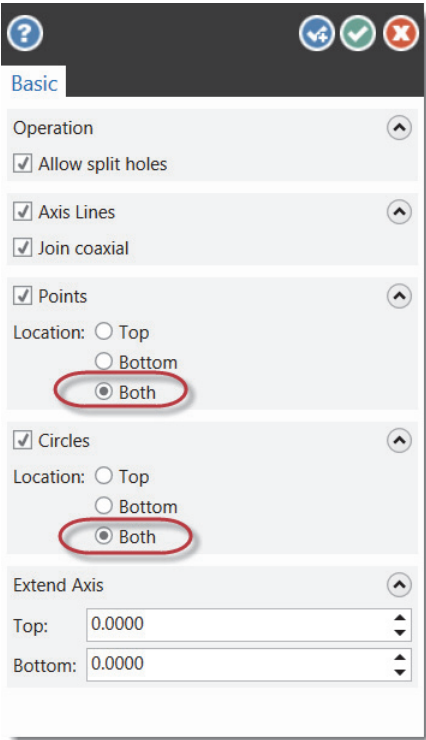 Basic
Operation
Allow split holes
Axis Lines
Join coaxial
Points
Location: Top
Bottom
Both
Circles
Location: Top
Bottom
Both
Extend Axis
Top: 0.0000
Bottom: 0.0000